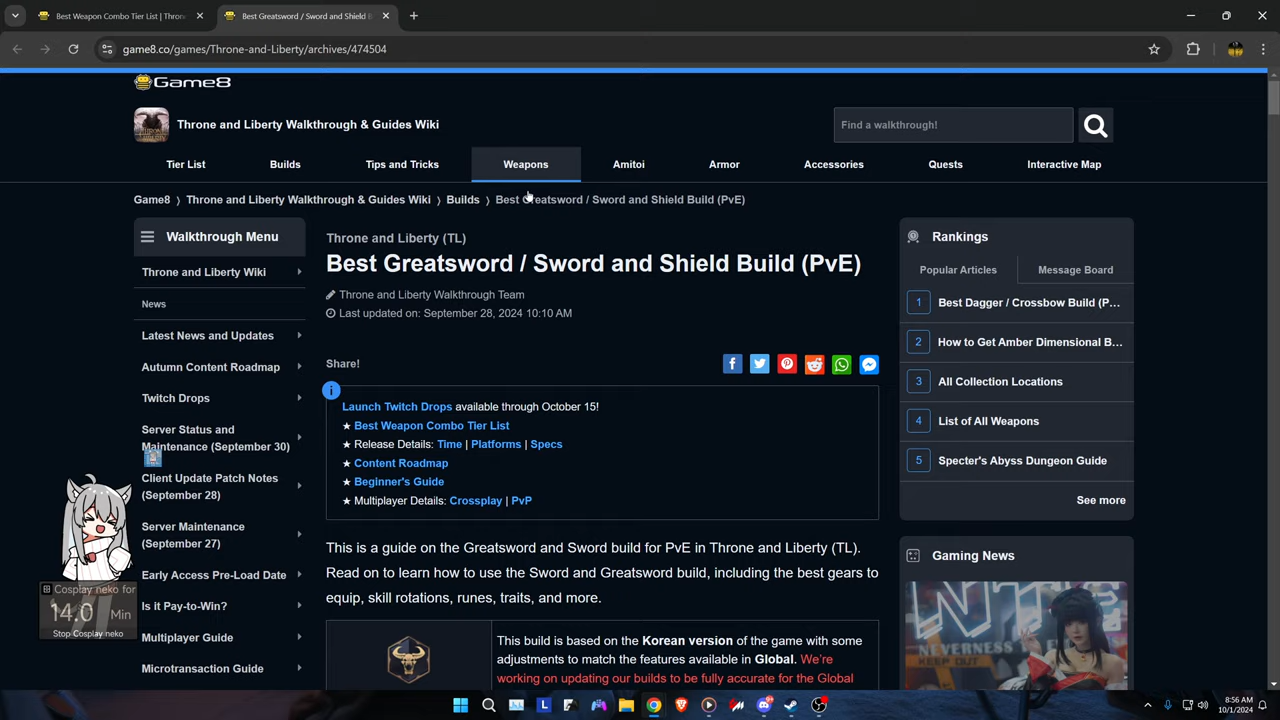 Best Weapon Combo Tier List | Thron
Best Greatsword / Sword and Shield B
game8.co/games/Throne-and-Liberty/archives/474504
Game8
THRONE AND LIBERTY
Throne and Liberty Walkthrough & Guides Wiki
Find a walkthrough!
Tier List
Builds
Tips and Tricks
Weapons
Amitoi
Armor
Accessories
Quests
Interactive Map
Game8 〉 Throne and Liberty Walkthrough & Guides Wiki 〉 Builds 〉 Best Greatsword / Sword and Shield Build (PvE)
Walkthrough Menu
Throne and Liberty Wiki
News
Latest News and Updates
Autumn Content Roadmap
Twitch Drops
Server Status and
Maintenance (September 30)
Client Update Patch Notes
(September 28)
Server Maintenance
(September 27)
Early Access Pre-Load Date
Is it Pay-to-Win?
Multiplayer Guide
Microtransaction Guide
Cosplay neko for
14.0 Min
Stop Cosplay neko
Throne and Liberty (TL)
Best Greatsword / Sword and Shield Build (PvE)
Throne and Liberty Walkthrough Team
Last updated on: September 28, 2024 10:10 AM
Share!
Launch Twitch Drops available through October 15!
★ Best Weapon Combo Tier List
★ Release Details: Time | Platforms | Specs
★ Content Roadmap
★ Beginner's Guide
★ Multiplayer Details: Crossplay | PvP
This is a guide on the Greatsword and Sword build for PvE in Throne and Liberty (TL).
Read on to learn how to use the Sword and Greatsword build, including the best gears to
equip, skill rotations, runes, traits, and more.
This build is based on the Korean version of the game with some
adjustments to match the features available in Global. We're
working on updating our builds to be fully accurate for the Global
Rankings
Popular Articles
Message Board
1 Best Dagger / Crossbow Build (P...
2 How to Get Amber Dimensional B...
3 All Collection Locations
4 List of All Weapons
5 Specter's Abyss Dungeon Guide
See more
Gaming News
NTE
NEVERNESS
KEEP OUT
8:56 AM
10/1/2024